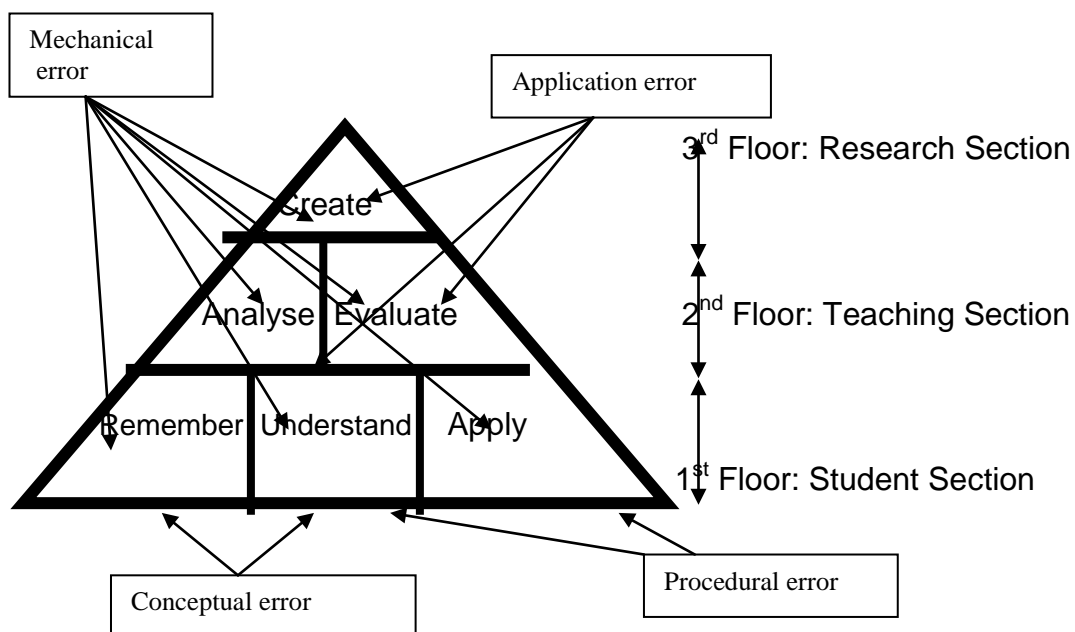 Mechanical
error
Application error
3rd Floor: Research Section
Create
Analyse Evaluate
2nd Floor: Teaching Section
Remember Understand Apply
1st Floor: Student Section
Conceptual error
Procedural error